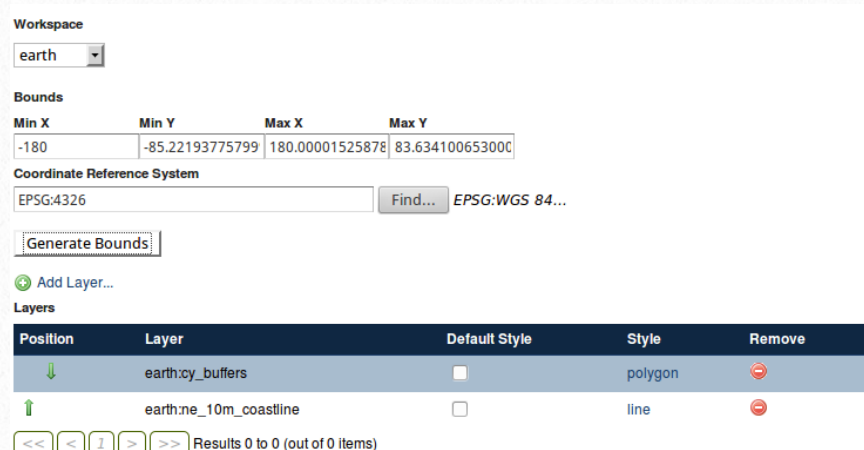 Workspace
earth
Bounds
Min X Min Y Max X Max Y
-180 -85.22193775799 180.00001525878 83.634100653000
Coordinate Reference System
EPSG:4326 Find... EPSG:WGS 84...
Generate Bounds
Add Layer...
Layers
Position Layer Default Style Style Remove
earth:cy_buffers polygon
earth:ne_10m_coastline line
<< < 1 > >> Results 0 to 0 (out of 0 items)